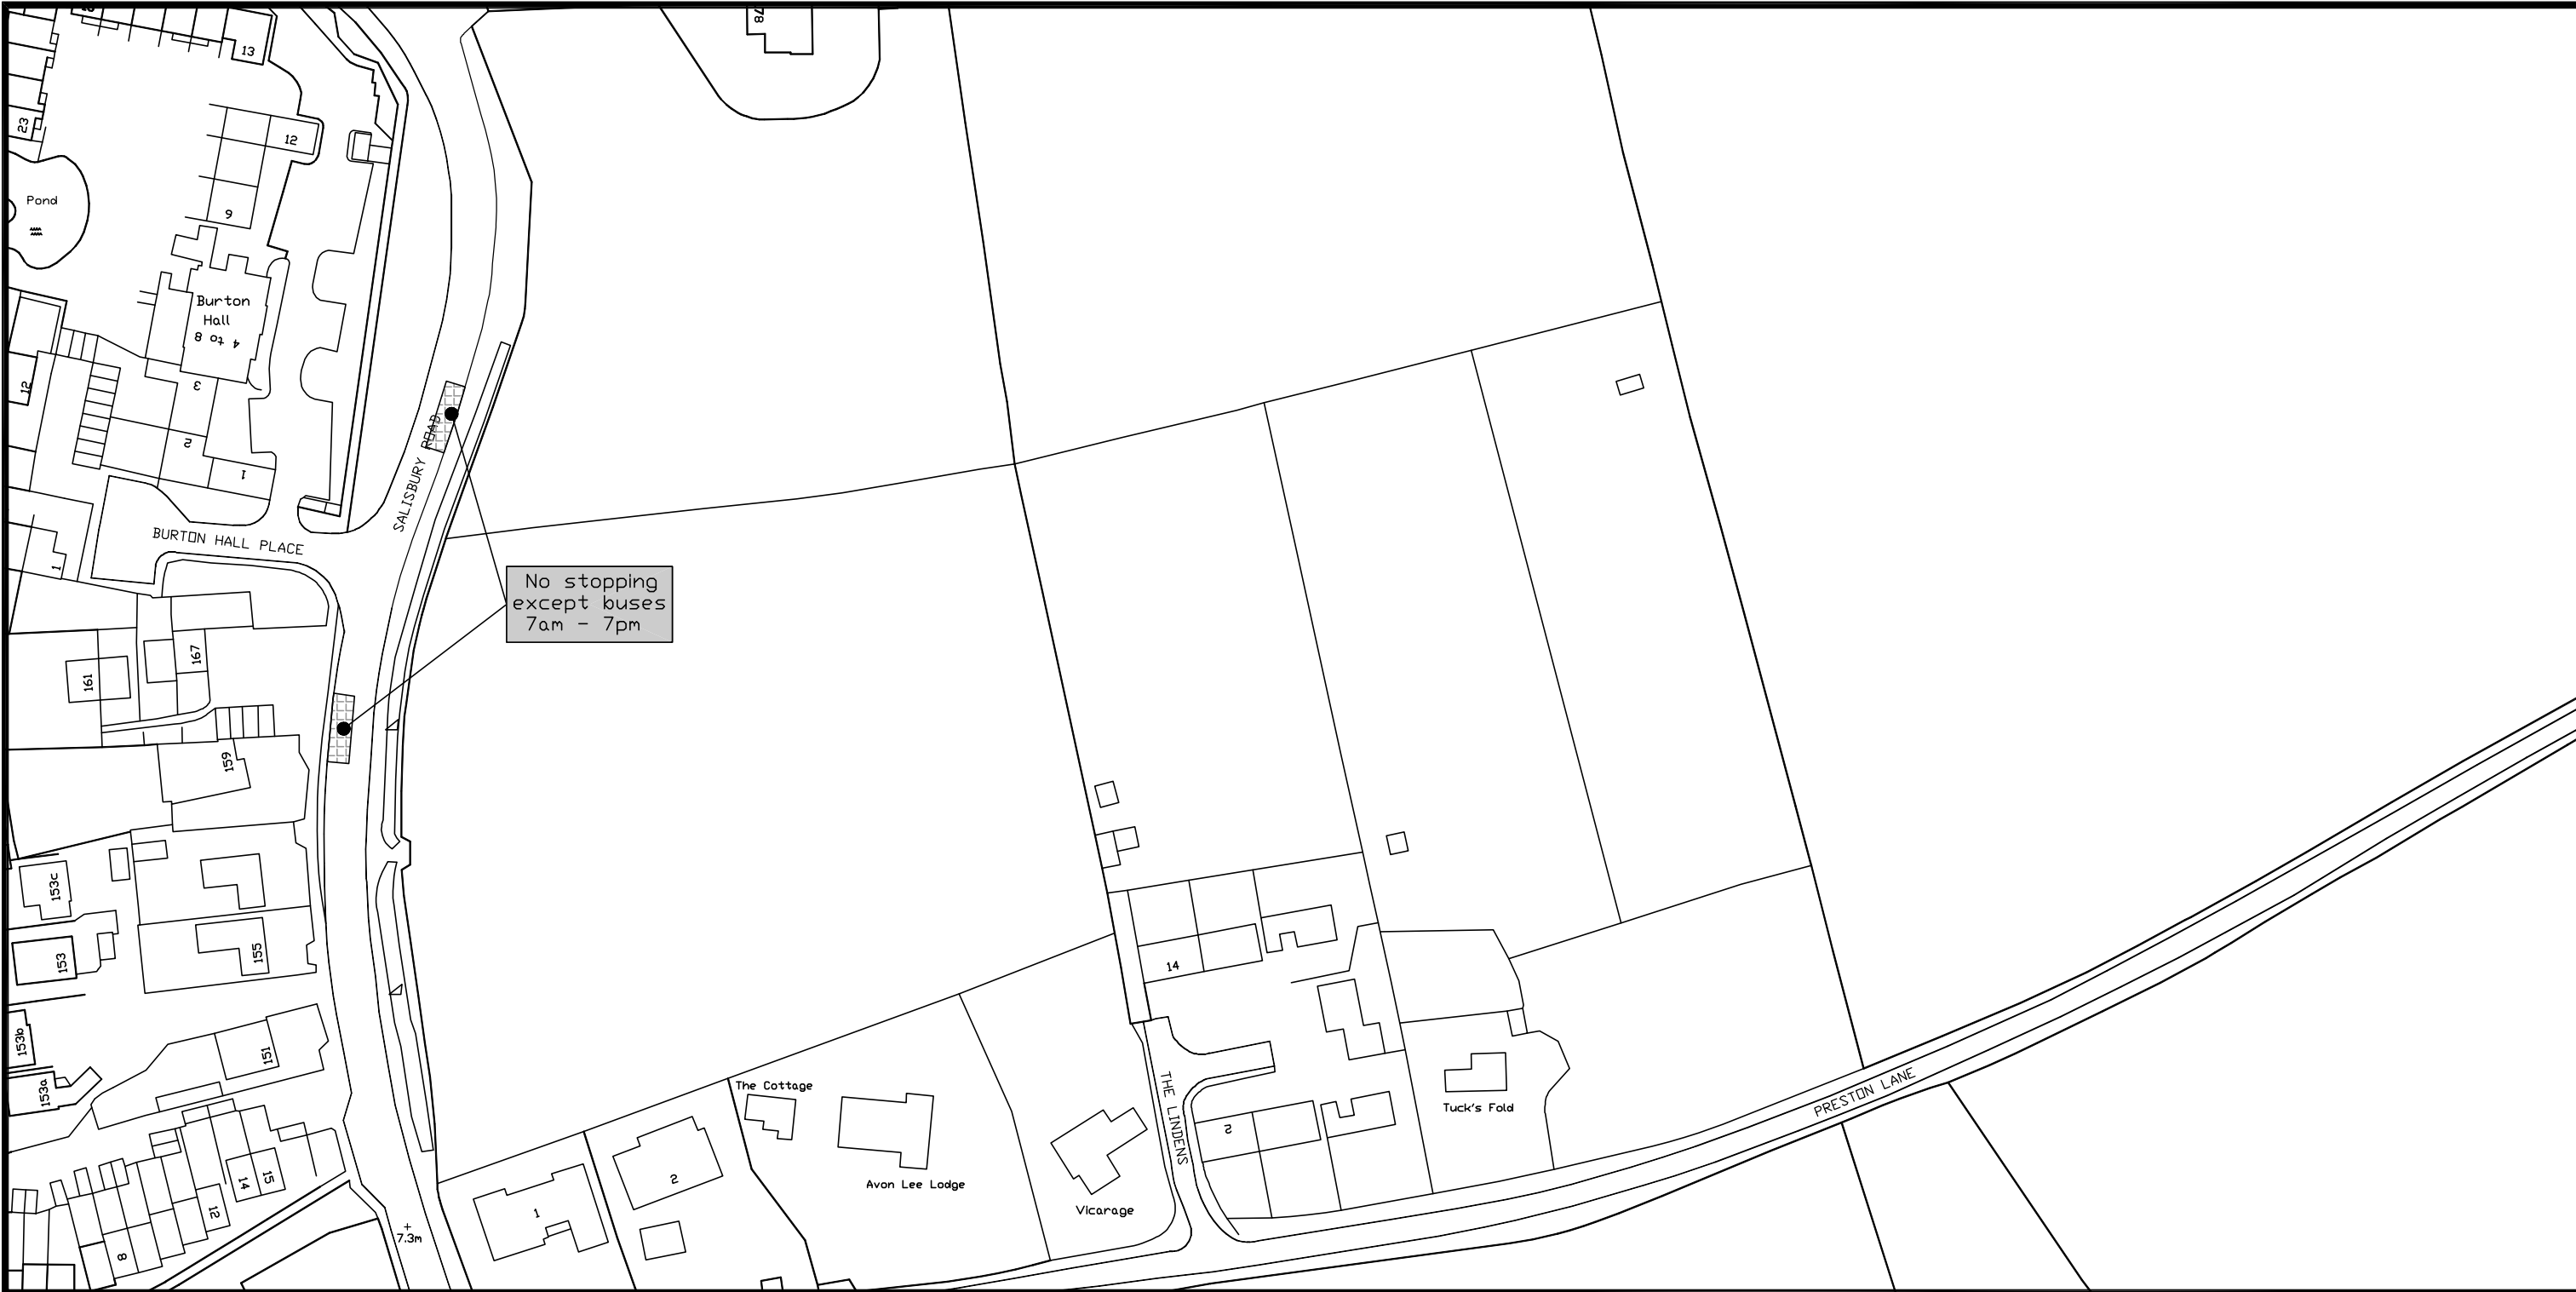 78
13
23
12
Pond
9
Burton
Hall
4 to 8
3
12
2
1
SALISBURY ROAD
BURTON HALL PLACE
1
No stopping
except buses
7am - 7pm
167
161
159
153c
155
153
14
153b
151
153a
The Cottage
THE LINDENS
Tuck's Fold
PRESTON LANE
2
Avon Lee Lodge
Vicarage
2
1
14
15
12
8
+
7.3m